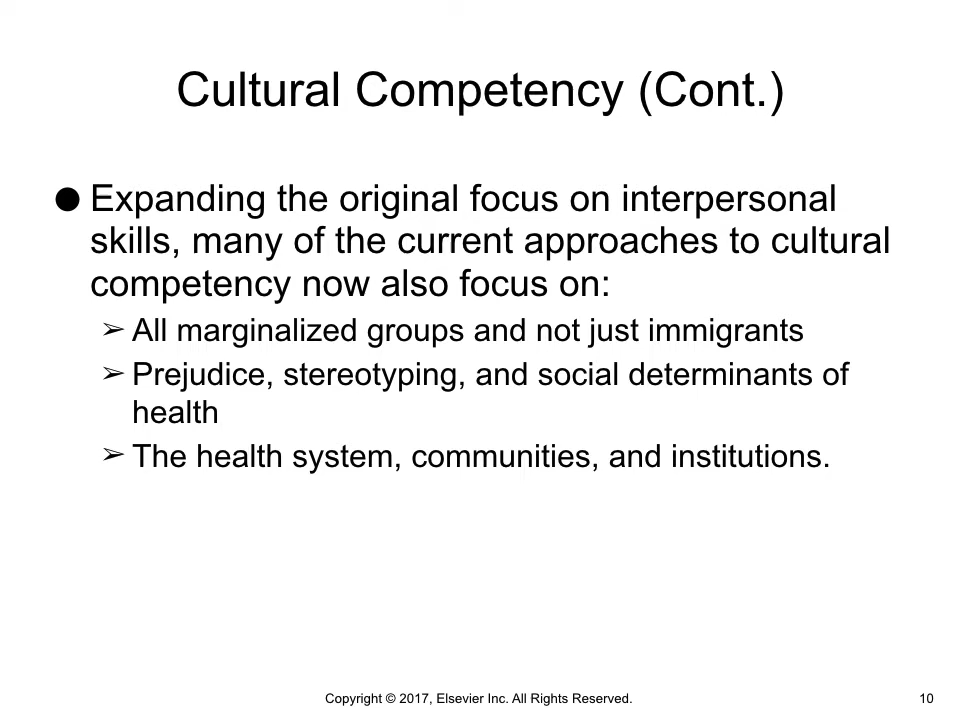 Cultural Competency (Cont.)
● Expanding the original focus on interpersonal
skills, many of the current approaches to cultural
competency now also focus on:
➢ All marginalized groups and not just immigrants
➢ Prejudice, stereotyping, and social determinants of
health
➢ The health system, communities, and institutions.
Copyright © 2017, Elsevier Inc. All Rights Reserved.
10